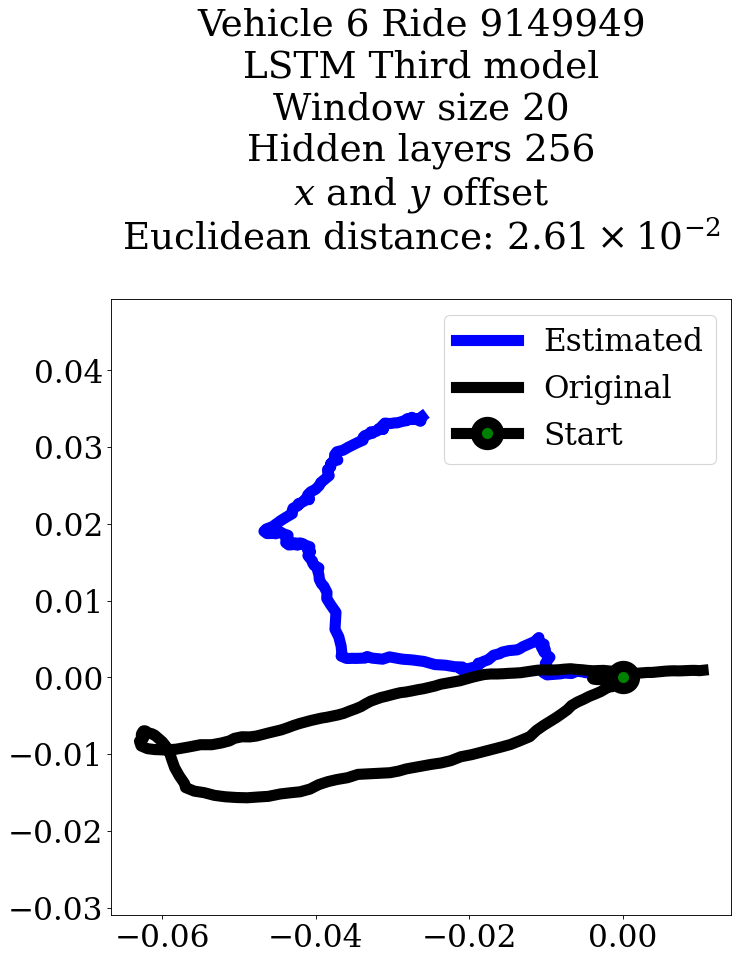 Vehicle 6 Ride 9149949
LSTM Third model
Window size 20
Hidden layers 256
x and y offset
Euclidean distance: 2.61 × 10⁻²
Estimated
Original
Start
0.04
0.03
0.02
0.01
0.00
−0.01
−0.02
−0.03
−0.06 −0.04 −0.02 0.00